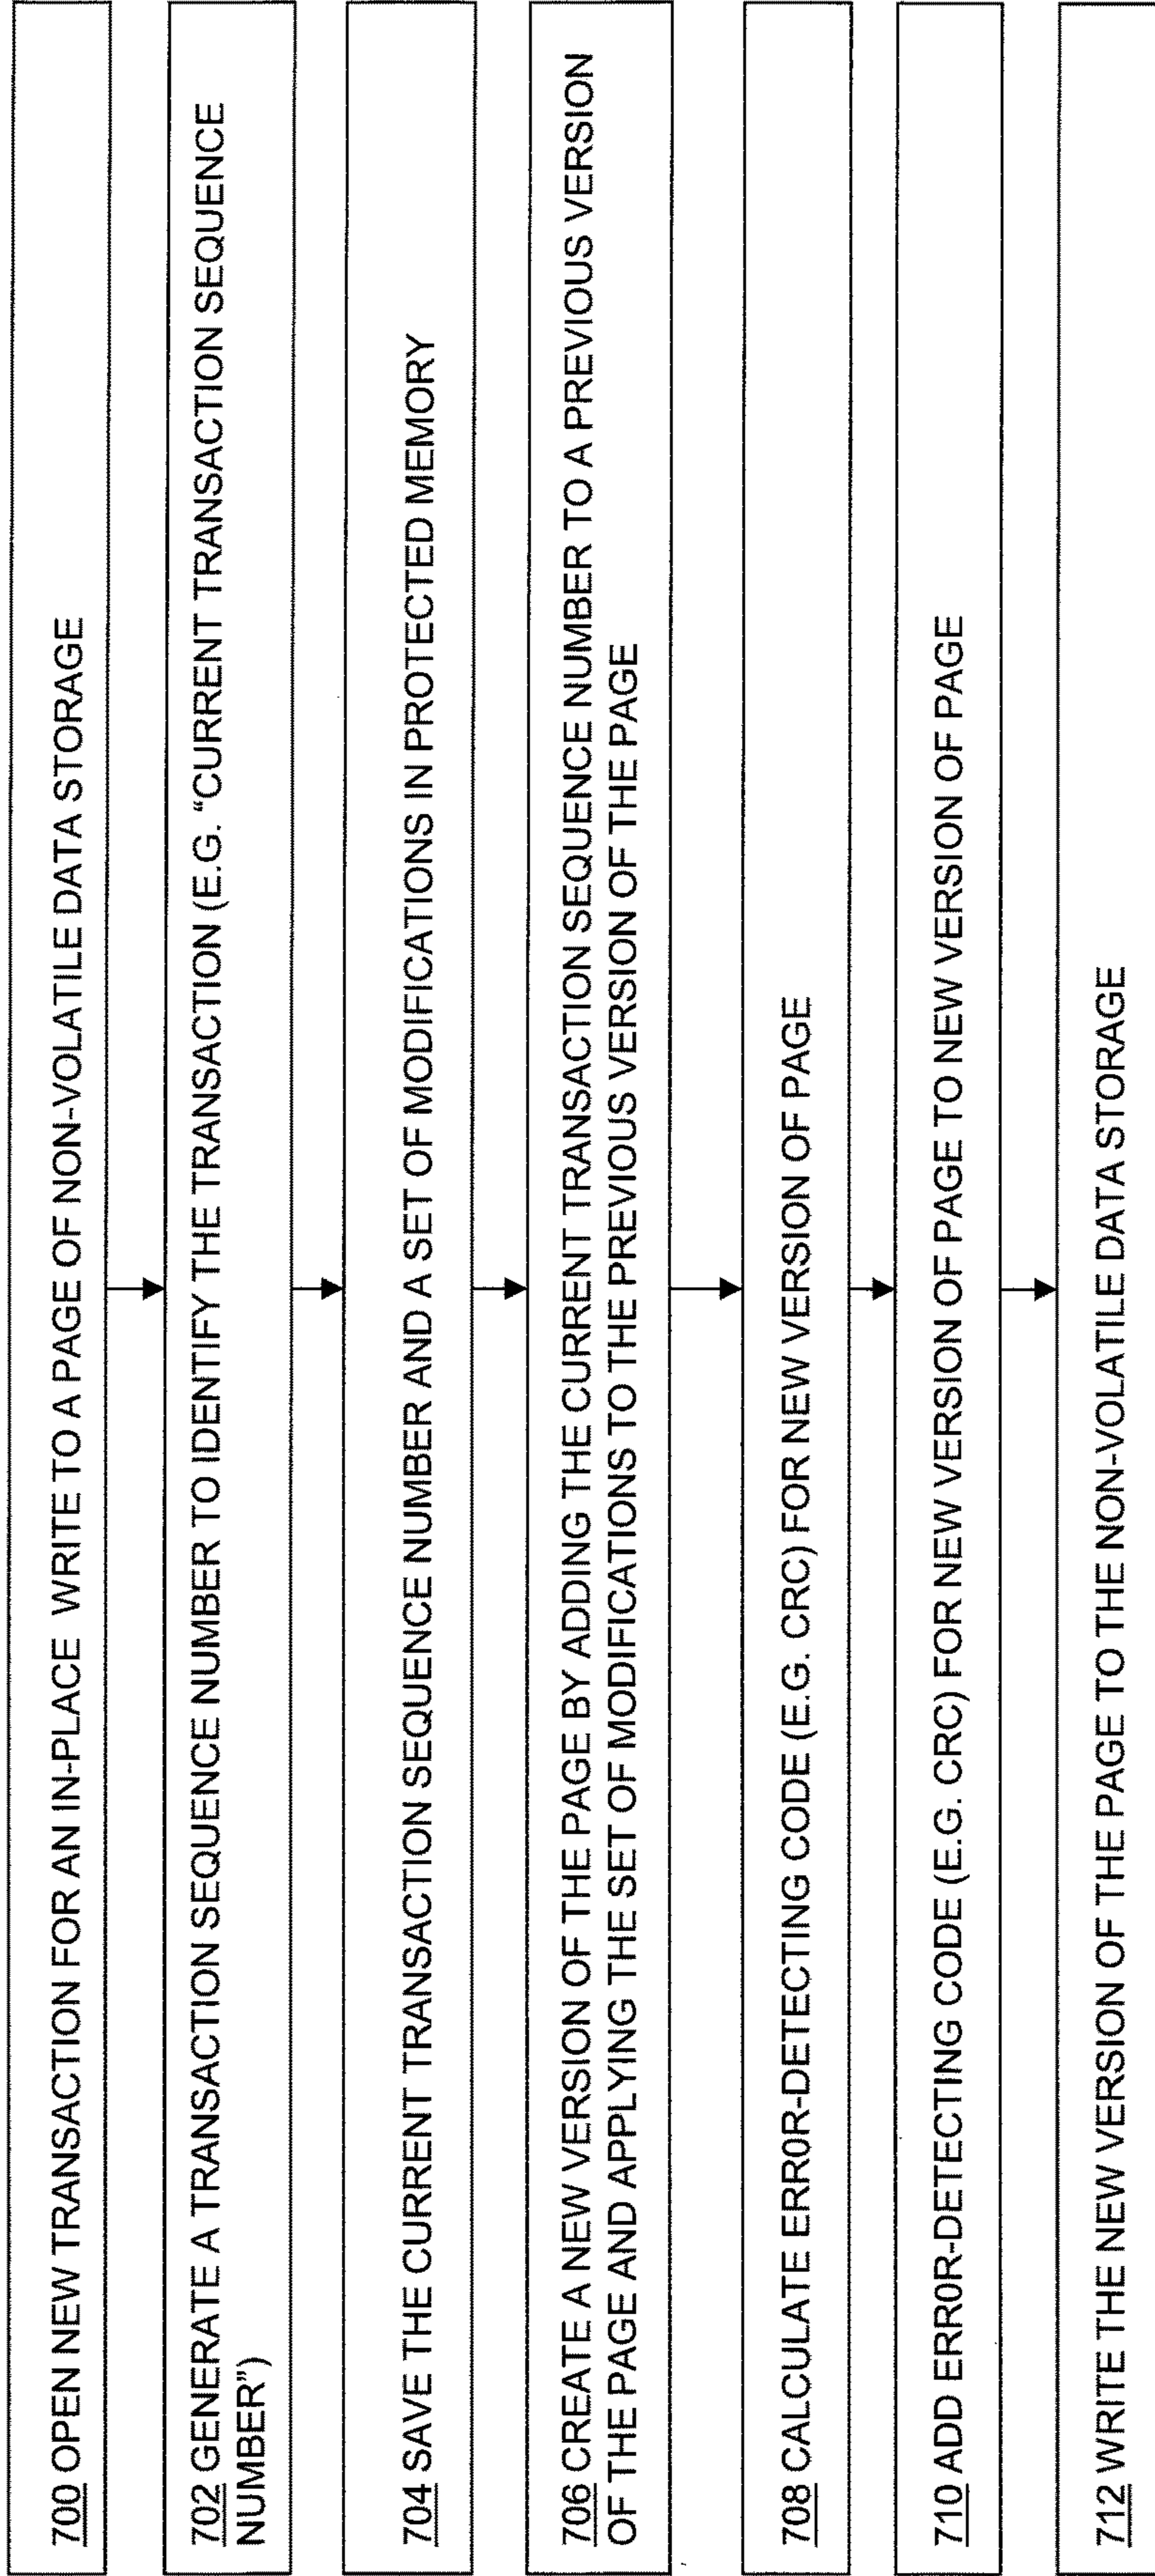 700 OPEN NEW TRANSACTION FOR AN IN-PLACE WRITE TO A PAGE OF NON-VOLATILE DATA STORAGE
702 GENERATE A TRANSACTION SEQUENCE NUMBER TO IDENTIFY THE TRANSACTION (E.G. “CURRENT TRANSACTION SEQUENCE
NUMBER”)
704 SAVE THE CURRENT TRANSACTION SEQUENCE NUMBER AND A SET OF MODIFICATIONS IN PROTECTED MEMORY
706 CREATE A NEW VERSION OF THE PAGE BY ADDING THE CURRENT TRANSACTION SEQUENCE NUMBER TO A PREVIOUS VERSION
OF THE PAGE AND APPLYING THE SET OF MODIFICATIONS TO THE PREVIOUS VERSION OF THE PAGE
708 CALCULATE ERR0R-DETECTING CODE (E.G. CRC) FOR NEW VERSION OF PAGE
710 ADD ERR0R-DETECTING CODE (E.G. CRC) FOR NEW VERSION OF PAGE TO NEW VERSION OF PAGE
712 WRITE THE NEW VERSION OF THE PAGE TO THE NON-VOLATILE DATA STORAGE